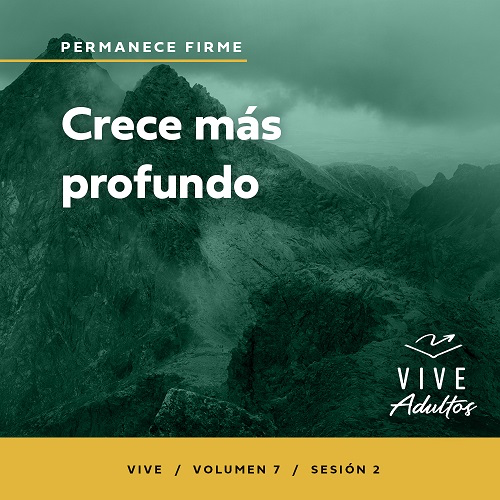 PERMANECE FIRME
Crece más
profundo
VIVE
Adultos
VIVE / VOLUMEN 7 / SESIÓN 2